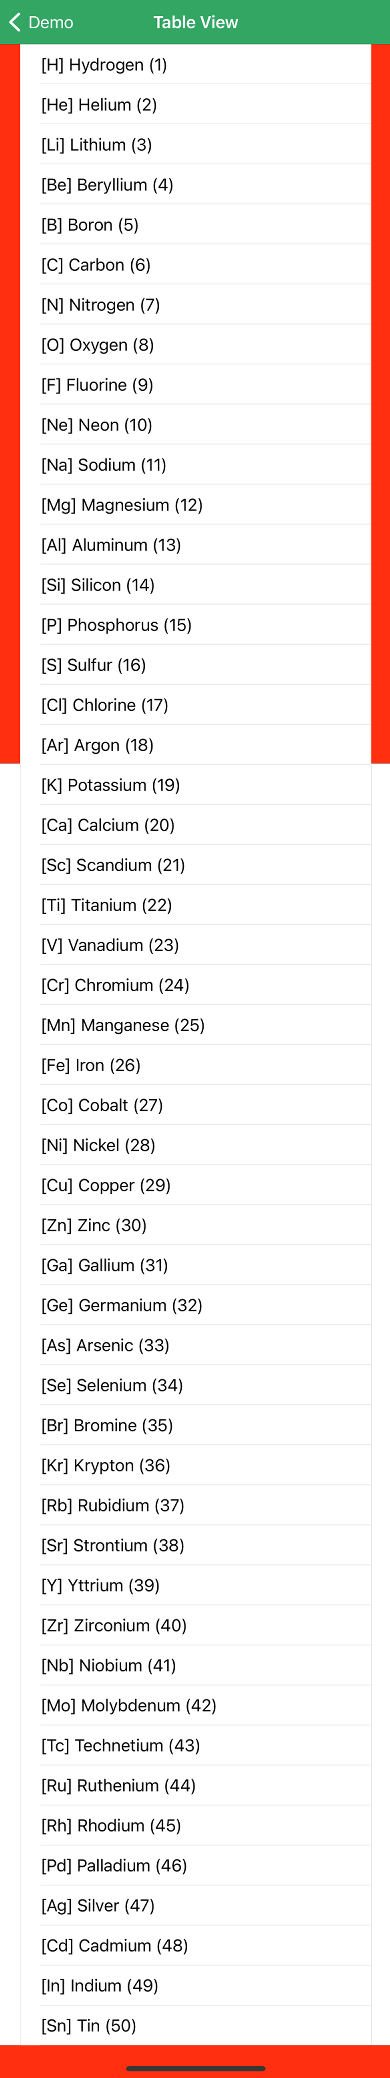 Demo
Table View
[H] Hydrogen (1)
[He] Helium (2)
[Li] Lithium (3)
[Be] Beryllium (4)
[B] Boron (5)
[C] Carbon (6)
[N] Nitrogen (7)
[O] Oxygen (8)
[F] Fluorine (9)
[Ne] Neon (10)
[Na] Sodium (11)
[Mg] Magnesium (12)
[Al] Aluminum (13)
[Si] Silicon (14)
[P] Phosphorus (15)
[S] Sulfur (16)
[Cl] Chlorine (17)
[Ar] Argon (18)
[K] Potassium (19)
[Ca] Calcium (20)
[Sc] Scandium (21)
[Ti] Titanium (22)
[V] Vanadium (23)
[Cr] Chromium (24)
[Mn] Manganese (25)
[Fe] Iron (26)
[Co] Cobalt (27)
[Ni] Nickel (28)
[Cu] Copper (29)
[Zn] Zinc (30)
[Ga] Gallium (31)
[Ge] Germanium (32)
[As] Arsenic (33)
[Se] Selenium (34)
[Br] Bromine (35)
[Kr] Krypton (36)
[Rb] Rubidium (37)
[Sr] Strontium (38)
[Y] Yttrium (39)
[Zr] Zirconium (40)
[Nb] Niobium (41)
[Mo] Molybdenum (42)
[Tc] Technetium (43)
[Ru] Ruthenium (44)
[Rh] Rhodium (45)
[Pd] Palladium (46)
[Ag] Silver (47)
[Cd] Cadmium (48)
[In] Indium (49)
[Sn] Tin (50)